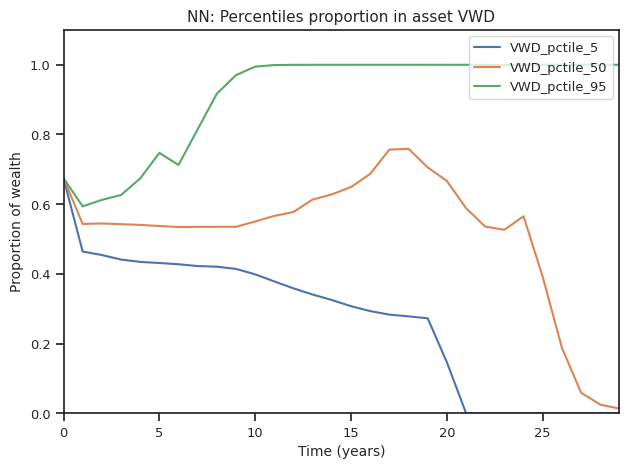 NN: Percentiles proportion in asset VWD
VWD_pctile_5
VWD_pctile_50
VWD_pctile_95
Proportion of wealth
1.0
0.8
0.6
0.4
0.2
0.0
0 5 10 15 20 25
Time (years)